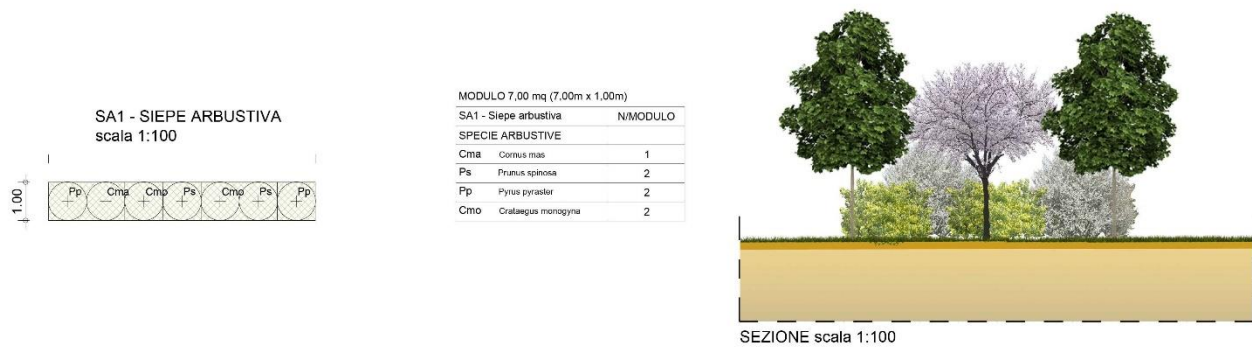 SA1 - SIEPE ARBUSTIVA
scala 1:100
1.00
Pp Cma Cmo Ps Cmo Ps Pp
MODULO 7,00 mq (7,00m x 1,00m)
SA1 - Siepe arbustiva N/MODULO
SPECIE ARBUSTIVE
Cma Cornus mas 1
Ps Prunus spinosa 2
Pp Pyrus pyraster 2
Cmo Crataegus monogyna 2
SEZIONE scala 1:100